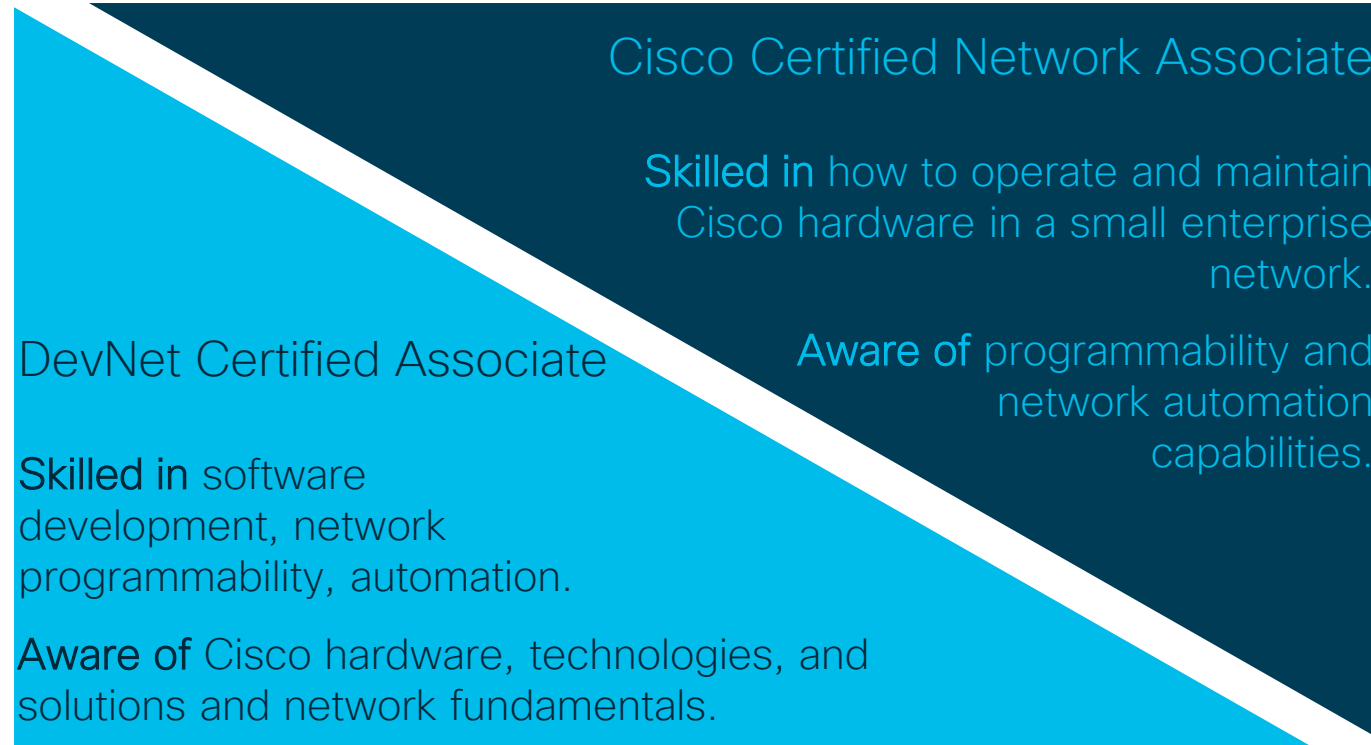 Cisco Certified Network Associate
Skilled in how to operate and maintain
Cisco hardware in a small enterprise
network.
Aware of programmability and
network automation
capabilities.
DevNet Certified Associate
Skilled in software
development, network
programmability, automation.
Aware of Cisco hardware, technologies, and
solutions and network fundamentals.